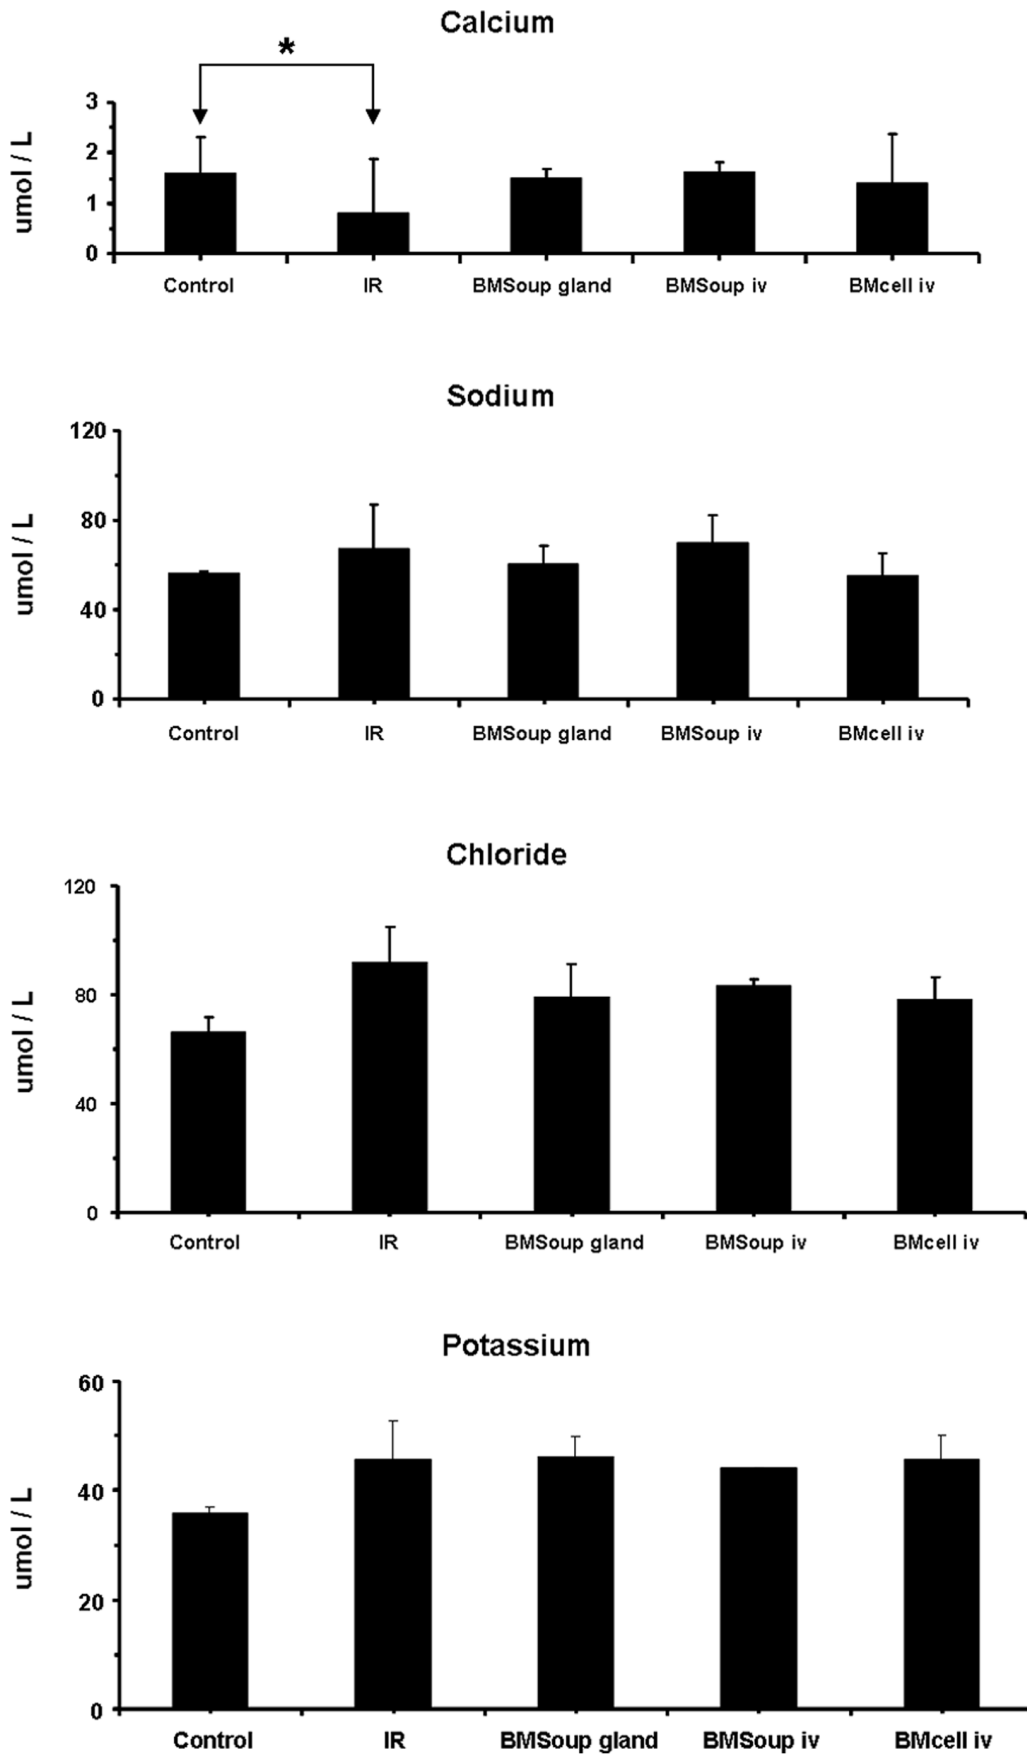 Calcium
*
umol / L
3
2
1
0
Control IR BMSoup gland BMSoup iv BMcell iv
Sodium
umol / L
120
80
40
0
Control IR BMSoup gland BMSoup iv BMcell iv
Chloride
umol / L
120
80
40
0
Control IR BMSoup gland BMSoup iv BMcell iv
Potassium
umol / L
60
40
20
0
Control IR BMSoup gland BMSoup iv BMcell iv